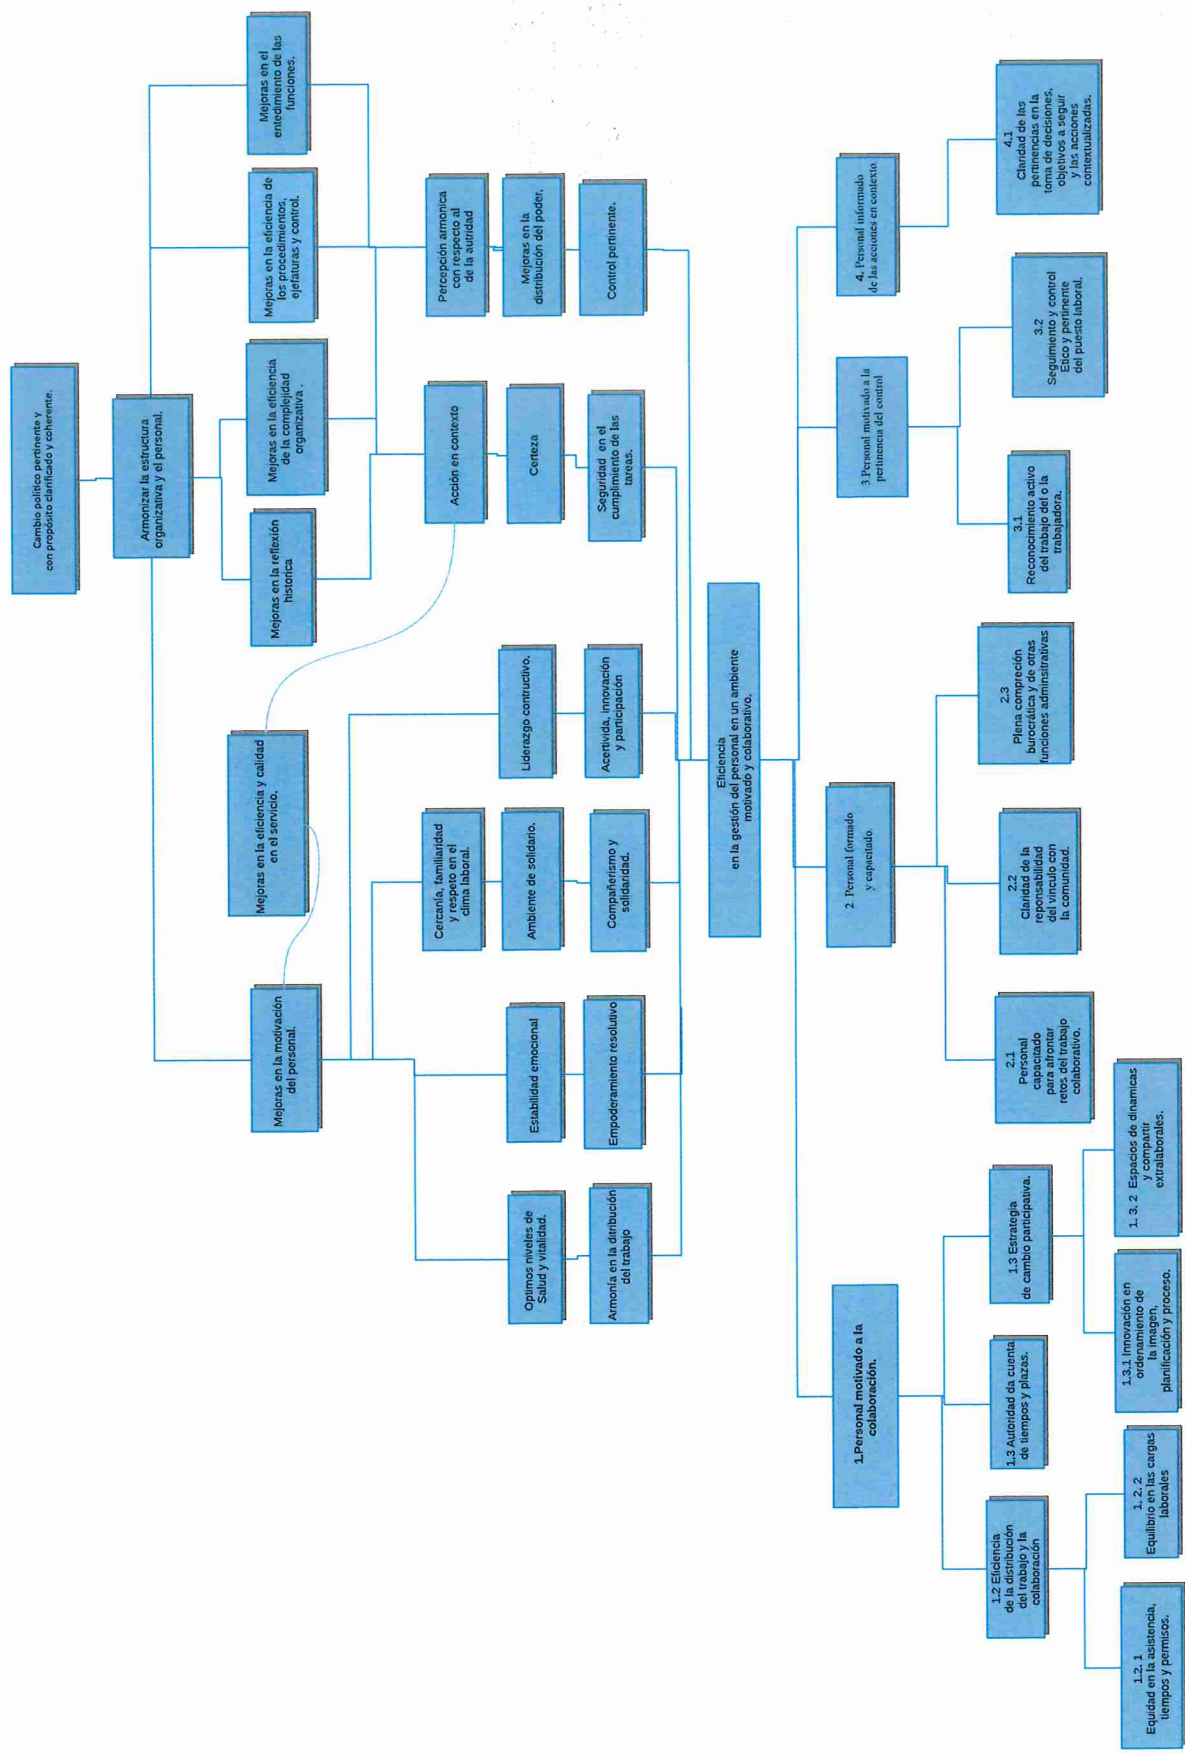 Cambio político pertinente y
con propósito clarificado y coherente.
Armonizar la estructura
organizativa y el personal.
Mejoras en la motivación
del personal.
Mejoras en la eficiencia y calidad
en el servicio.
Mejoras en la reflexión
historica
Mejoras en la eficiencia
de la complejidad
organizativa .
Mejoras en la eficiencia de
los procedimientos,
ejefaturas y control.
Mejoras en el
entedimiento de las
funciones.
Cercanía, familiaridad
y respeto en el
clima laboral.
Acción en contexto
Percepción armonica
con respecto al
de la autridad
Optimos niveles de
Salud y vitalidad.
Estabilidad emocional
Ambiente de solidario.
Liderazgo contructivo.
Certeza
Mejoras en la
distribución del poder.
Armonía en la ditribución
del trabajo
Empoderamiento resolutivo
Compañerismo y
solidaridad.
Acertivida, innovación
y participación
Seguridad en el
cumplimiento de las
tareas.
Control pertinente.
Eficiencia
en la gestión del personal en un ambiente
motivado y colaborativo.
1.Personal motivado a la
colaboración.
2. Personal formado
y capacitado.
3.Personal motivado a la
pertinencia del control
4. Personal informado
de las acciones en contexto.
1.2 Eficiencia
de la distribución
del trabajo y la
colaboración
1.3 Autoridad da cuenta
de tiempos y plazas.
1.3 Estrategia
de cambio participativa.
2.1
Personal
capacitado
para afrontar
retos del trabajo
colaborativo.
2.2
Claridad de la
reponsabilidad
del vínculo con
la comunidad.
2.3
Plena compreción
burocrática y de otras
funciones adminsitrativas
3.1
Reconocimiento activo
del trabajo del o la
trabajadora.
3.2
Seguimiento y control
Etico y pertinente
del puesto laboral.
4.1
Claridad de las
pertinencias en la
toma de decisiones,
objetivos a seguir
y las acciones
contextualizadas.
1.2. 1
Equidad en la asistencia,
tiempos y permisos.
1. 2. 2
Equilibrio en las cargas
laborales
1.3.1 Innovación en
ordenamiento de
la imagen,
planificación y proceso.
1. 3. 2 Espacios de dinamicas
y compartir
extralaborales.